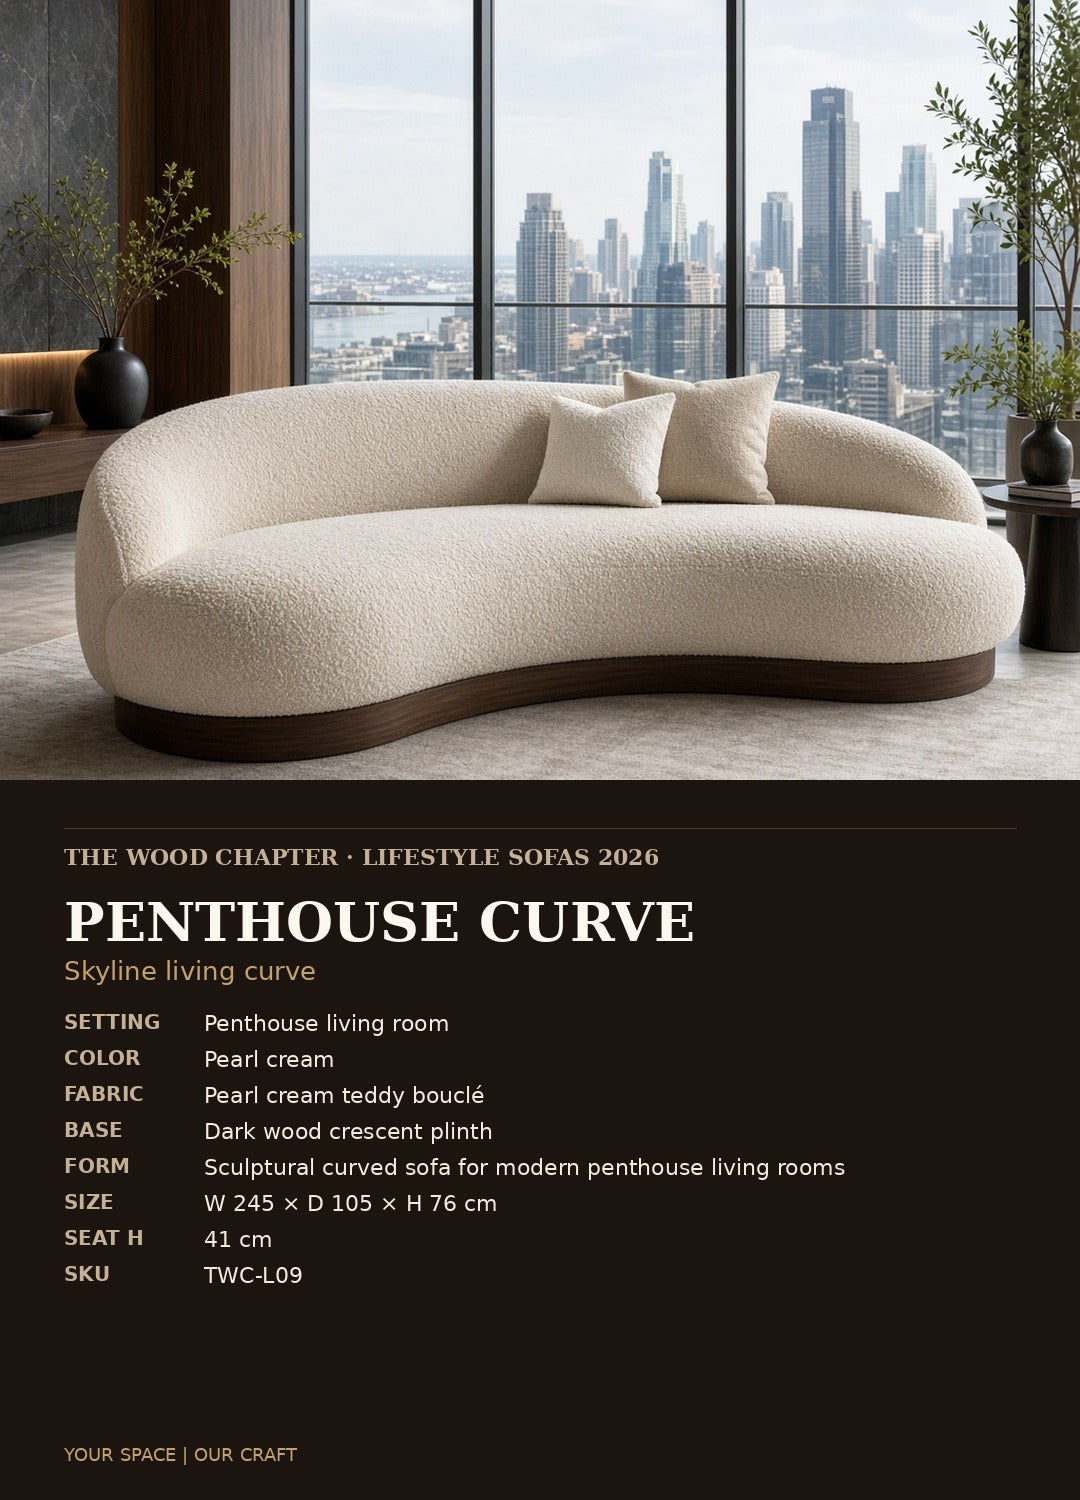 THE WOOD CHAPTER · LIFESTYLE SOFAS 2026
PENTHOUSE CURVE
Skyline living curve
SETTING Penthouse living room
COLOR Pearl cream
FABRIC Pearl cream teddy bouclé
BASE Dark wood crescent plinth
FORM Sculptural curved sofa for modern penthouse living rooms
SIZE W 245 × D 105 × H 76 cm
SEAT H 41 cm
SKU TWC-L09
YOUR SPACE | OUR CRAFT